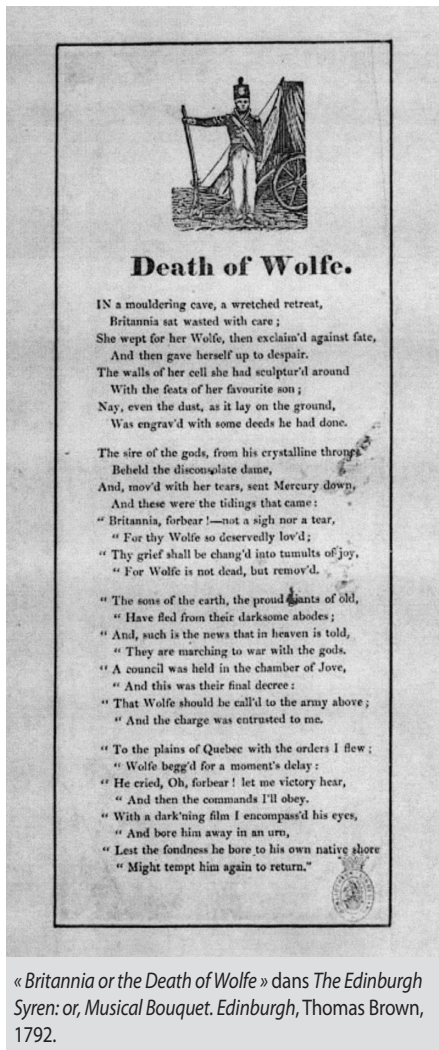 Death of Wolfe.
IN a mouldering cave, a wretched retreat,
Britannia sat wasted with care ;
She wept for her Wolfe, then exclaim'd against fate,
And then gave herself up to despair.
The walls of her cell she had sculptur'd around
With the feats of her favourite son ;
Nay, even the dust, as it lay on the ground,
Was engrav'd with some deeds he had done.
The sire of the gods, from his crystalline throne,
Beheld the disconsolate dame,
And, mov'd with her tears, sent Mercury down,
And these were the tidings that came :
" Britannia, forbear !—not a sigh nor a tear,
" For thy Wolfe so deservedly lov'd ;
" Thy grief shall be chang'd into tumults of joy,
" For Wolfe is not dead, but remov'd.
" The sons of the earth, the proud giants of old,
" Have fled from their darksome abodes ;
" And, such is the news that in heaven is told,
" They are marching to war with the gods.
" A council was held in the chamber of Jove,
" And this was their final decree :
" That Wolfe should be call'd to the army above ;
" And the charge was entrusted to me.
" To the plains of Quebec with the orders I flew ;
" Wolfe begg'd for a moment's delay :
" He cried, Oh, forbear ! let me victory hear,
" And then the commands I'll obey.
" With a dark'ning film I encompass'd his eyes,
" And bore him away in an urn,
" Lest the fondness he bore to his own native shore
" Might tempt him again to return."
« Britannia or the Death of Wolfe » dans The Edinburgh
Syren: or, Musical Bouquet. Edinburgh, Thomas Brown,
1792.